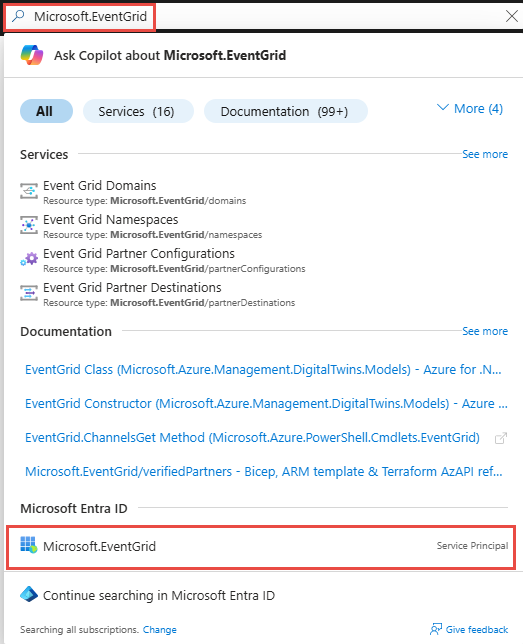 Microsoft.EventGrid
Ask Copilot about Microsoft.EventGrid
All Services (16) Documentation (99+) More (4)
Services See more
Event Grid Domains
Resource type: Microsoft.EventGrid/domains
Event Grid Namespaces
Resource type: Microsoft.EventGrid/namespaces
Event Grid Partner Configurations
Resource type: Microsoft.EventGrid/partnerConfigurations
Event Grid Partner Destinations
Resource type: Microsoft.EventGrid/partnerDestinations
Documentation See more
EventGrid Class (Microsoft.Azure.Management.DigitalTwins.Models) - Azure for .N...
EventGrid Constructor (Microsoft.Azure.Management.DigitalTwins.Models) - Azure ...
EventGrid.ChannelsGet Method (Microsoft.Azure.PowerShell.Cmdlets.EventGrid)
Microsoft.EventGrid/verifiedPartners - Bicep, ARM template & Terraform AzAPI ref...
Microsoft Entra ID
Microsoft.EventGrid Service Principal
Continue searching in Microsoft Entra ID
Searching all subscriptions. Change Give feedback